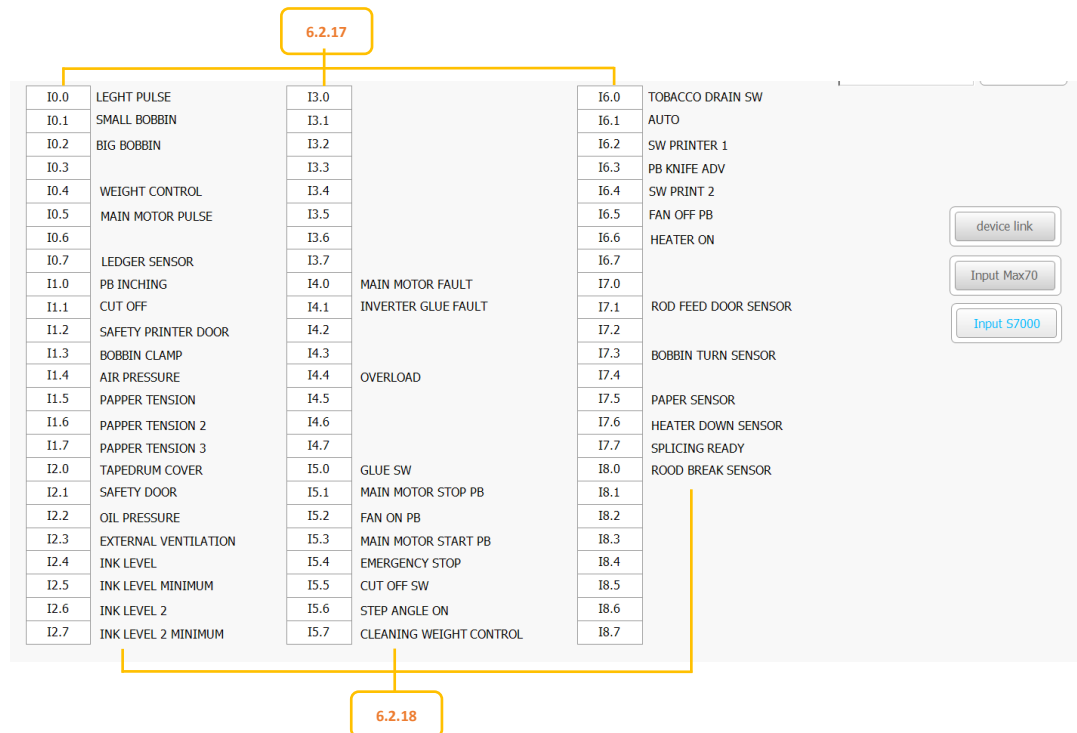 6.2.17
I0.0 LEGHT PULSE
I0.1 SMALL BOBBIN
I0.2 BIG BOBBIN
I0.3
I0.4 WEIGHT CONTROL
I0.5 MAIN MOTOR PULSE
I0.6
I0.7 LEDGER SENSOR
I1.0 PB INCHING
I1.1 CUT OFF
I1.2 SAFETY PRINTER DOOR
I1.3 BOBBIN CLAMP
I1.4 AIR PRESSURE
I1.5 PAPPER TENSION
I1.6 PAPPER TENSION 2
I1.7 PAPPER TENSION 3
I2.0 TAPEDRUM COVER
I2.1 SAFETY DOOR
I2.2 OIL PRESSURE
I2.3 EXTERNAL VENTILATION
I2.4 INK LEVEL
I2.5 INK LEVEL MINIMUM
I2.6 INK LEVEL 2
I2.7 INK LEVEL 2 MINIMUM
I3.0
I3.1
I3.2
I3.3
I3.4
I3.5
I3.6
I3.7
I4.0 MAIN MOTOR FAULT
I4.1 INVERTER GLUE FAULT
I4.2
I4.3
I4.4 OVERLOAD
I4.5
I4.6
I4.7
I5.0 GLUE SW
I5.1 MAIN MOTOR STOP PB
I5.2 FAN ON PB
I5.3 MAIN MOTOR START PB
I5.4 EMERGENCY STOP
I5.5 CUT OFF SW
I5.6 STEP ANGLE ON
I5.7 CLEANING WEIGHT CONTROL
I6.0 TOBACCO DRAIN SW
I6.1 AUTO
I6.2 SW PRINTER 1
I6.3 PB KNIFE ADV
I6.4 SW PRINT 2
I6.5 FAN OFF PB
I6.6 HEATER ON
I6.7
I7.0
I7.1 ROD FEED DOOR SENSOR
I7.2
I7.3 BOBBIN TURN SENSOR
I7.4
I7.5 PAPER SENSOR
I7.6 HEATER DOWN SENSOR
I7.7 SPLICING READY
I8.0 ROOD BREAK SENSOR
I8.1
I8.2
I8.3
I8.4
I8.5
I8.6
I8.7
device link
Input Max70
Input S7000
6.2.18